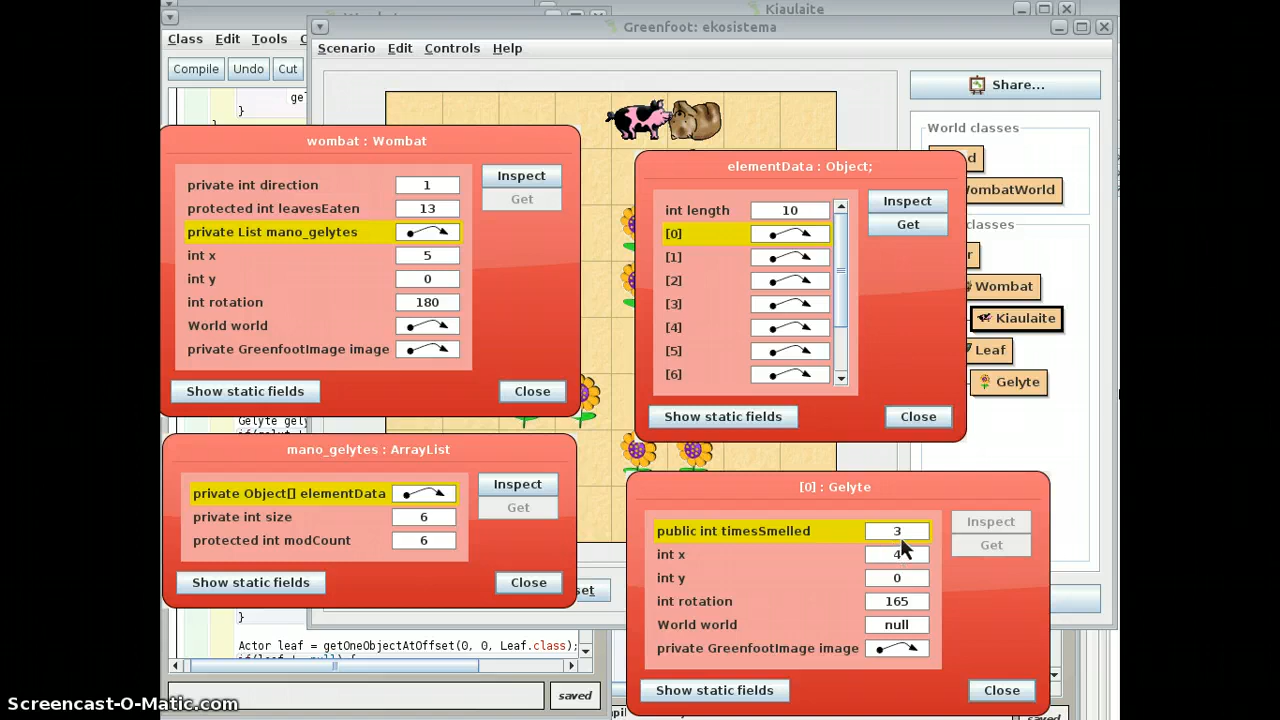 Kiaulaite
Greenfoot: ekosistema
Class Edit Tools
Scenario Edit Controls Help
Compile Undo Cut
Share...
gel
}
World classes
WombatWorld
classes
Wombat
Kiaulaite
Leaf
Gelyte
wombat : Wombat
private int direction 1
protected int leavesEaten 13
private List mano_gelytes
int x 5
int y 0
int rotation 180
World world
private GreenfootImage image
Inspect
Get
Show static fields
Close
elementData : Object;
int length 10
[0]
[1]
[2]
[3]
[4]
[5]
[6]
Inspect
Get
Show static fields
Close
mano_gelytes : ArrayList
private Object[] elementData
private int size 6
protected int modCount 6
Inspect
Get
Show static fields
Close
[0] : Gelyte
public int timesSmelled 3
int x 4
int y 0
int rotation 165
World world null
private GreenfootImage image
Inspect
Get
Show static fields
Close
}
Actor leaf = getOneObjectAtOffset(0, 0, Leaf.class);
saved
saved
Screencast-O-Matic.com